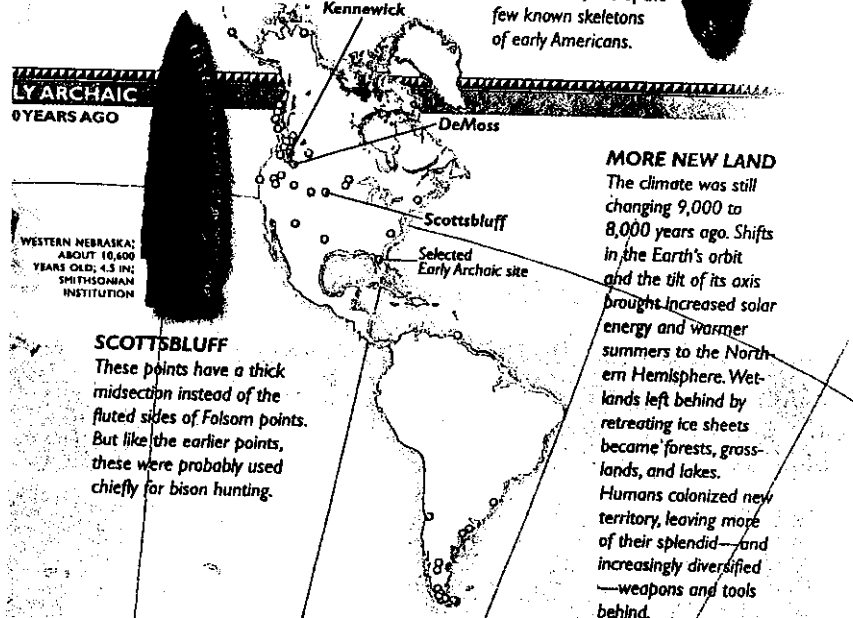 Kennewick
few known skeletons
of early Americans.
LY ARCHAIC
0 YEARS AGO
DeMoss
Scottsbluff
Selected
Early Archaic site
WESTERN NEBRASKA;
ABOUT 10,600
YEARS OLD; 4.5 IN;
SMITHSONIAN
INSTITUTION
SCOTTSBLUFF
These points have a thick
midsection instead of the
fluted sides of Folsom points.
But like the earlier points,
these were probably used
chiefly for bison hunting.
MORE NEW LAND
The climate was still
changing 9,000 to
8,000 years ago. Shifts
in the Earth's orbit
and the tilt of its axis
brought increased solar
energy and warmer
summers to the North-
ern Hemisphere. Wet-
lands left behind by
retreating ice sheets
became forests, grass-
lands, and lakes.
Humans colonized new
territory, leaving more
of their splendid—and
increasingly diversified
—weapons and tools
behind.